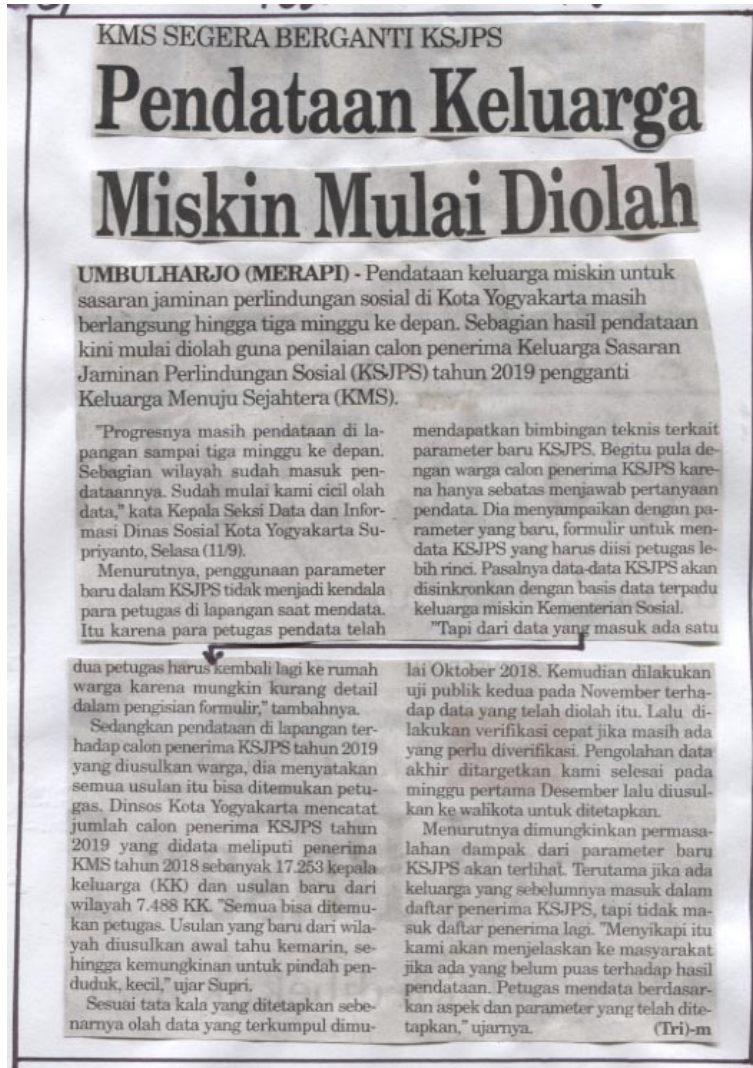 KMS SEGERA BERGANTI KSJPS
Pendataan Keluarga
Miskin Mulai Diolah
UMBULHARJO (MERAPI) - Pendataan keluarga miskin untuk
sasaran jaminan perlindungan sosial di Kota Yogyakarta masih
berlangsung hingga tiga minggu ke depan. Sebagian hasil pendataan
kini mulai diolah guna penilaian calon penerima Keluarga Sasaran
Jaminan Perlindungan Sosial (KSJPS) tahun 2019 pengganti
Keluarga Menuju Sejahtera (KMS).
"Progresnya masih pendataan di la-
pangan sampai tiga minggu ke depan.
Sebagian wilayah sudah masuk pen-
dataannya. Sudah mulai kami cicil olah
data," kata Kepala Seksi Data dan Infor-
masi Dinas Sosial Kota Yogyakarta Su-
priyanto, Selasa (11/9).
Menurutnya, penggunaan parameter
baru dalam KSJPS tidak menjadi kendala
para petugas di lapangan saat mendata.
Itu karena para petugas pendata telah
mendapatkan bimbingan teknis terkait
parameter baru KSJPS. Begitu pula de-
ngan warga calon penerima KSJPS kare-
na hanya sebatas menjawab pertanyaan
pendata. Dia menyampaikan dengan pa-
rameter yang baru, formulir untuk men-
data KSJPS yang harus diisi petugas le-
bih rinci. Pasalnya data-data KSJPS akan
disinkronkan dengan basis data terpadu
keluarga miskin Kementerian Sosial.
"Tapi dari data yang masuk ada satu
dua petugas harus kembali lagi ke rumah
warga karena mungkin kurang detail
dalam pengisian formulir," tambahnya.
Sedangkan pendataan di lapangan ter-
hadap calon penerima KSJPS tahun 2019
yang diusulkan warga, dia menyatakan
semua usulan itu bisa ditemukan petu-
gas. Dinsos Kota Yogyakarta mencatat
jumlah calon penerima KSJPS tahun
2019 yang didata meliputi penerima
KMS tahun 2018 sebanyak 17.253 kepala
keluarga (KK) dan usulan baru dari
wilayah 7.488 KK. "Semua bisa ditemu-
kan petugas. Usulan yang baru dari wila-
yah diusulkan awal tahu kemarin, se-
hingga kemungkinan untuk pindah pen-
duduk, kecil," ujar Supri.
Sesuai tata kala yang ditetapkan sebe-
narnya olah data yang terkumpul dimu-
lai Oktober 2018. Kemudian dilakukan
uji publik kedua pada November terha-
dap data yang telah diolah itu. Lalu di-
lakukan verifikasi cepat jika masih ada
yang perlu diverifikasi. Pengolahan data
akhir ditargetkan kami selesai pada
minggu pertama Desember lalu diusul-
kan ke walikota untuk ditetapkan.
Menurutnya dimungkinkan permasa-
lahan dampak dari parameter baru
KSJPS akan terlihat. Terutama jika ada
keluarga yang sebelumnya masuk dalam
daftar penerima KSJPS, tapi tidak ma-
suk daftar penerima lagi. "Menyikapi itu
kami akan menjelaskan ke masyarakat
jika ada yang belum puas terhadap hasil
pendataan. Petugas mendata berdasar-
kan aspek dan parameter yang telah dite-
tapkan," ujarnya. (Tri)-m